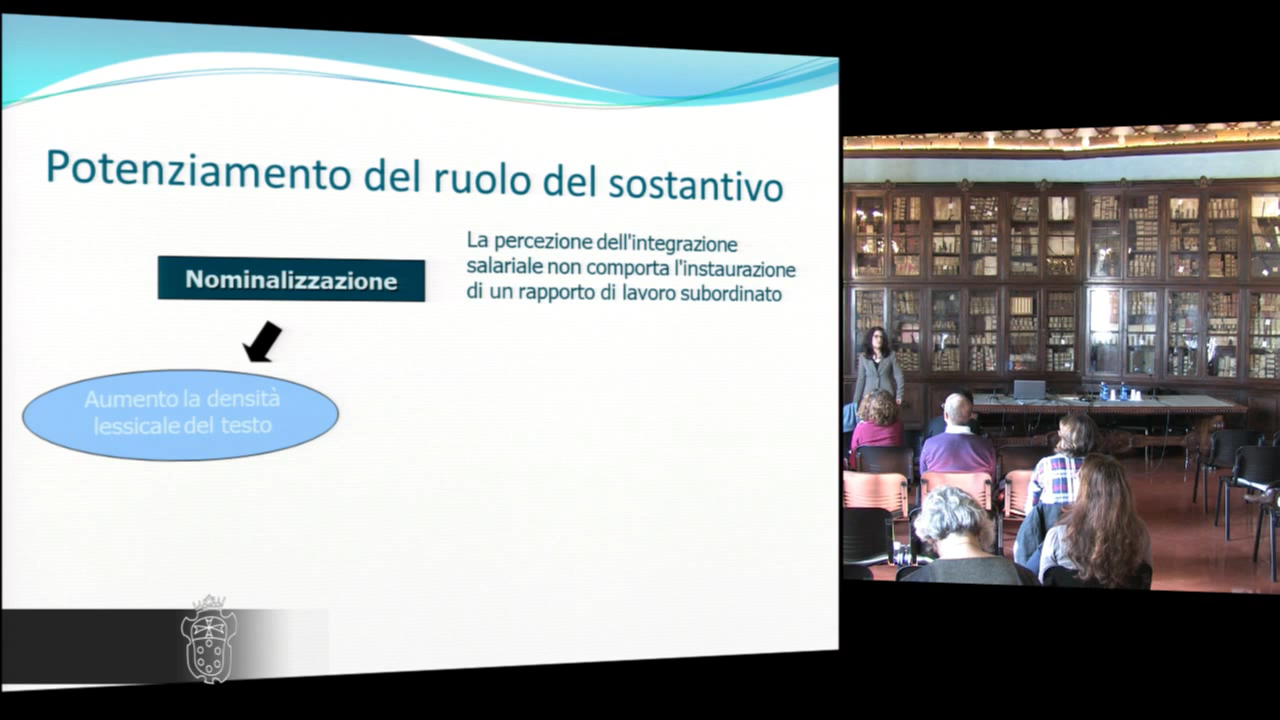 Potenziamento del ruolo del sostantivo
Nominalizzazione
La percezione dell'integrazione
salariale non comporta l'instaurazione
di un rapporto di lavoro subordinato
Aumento la densità
lessicale del testo